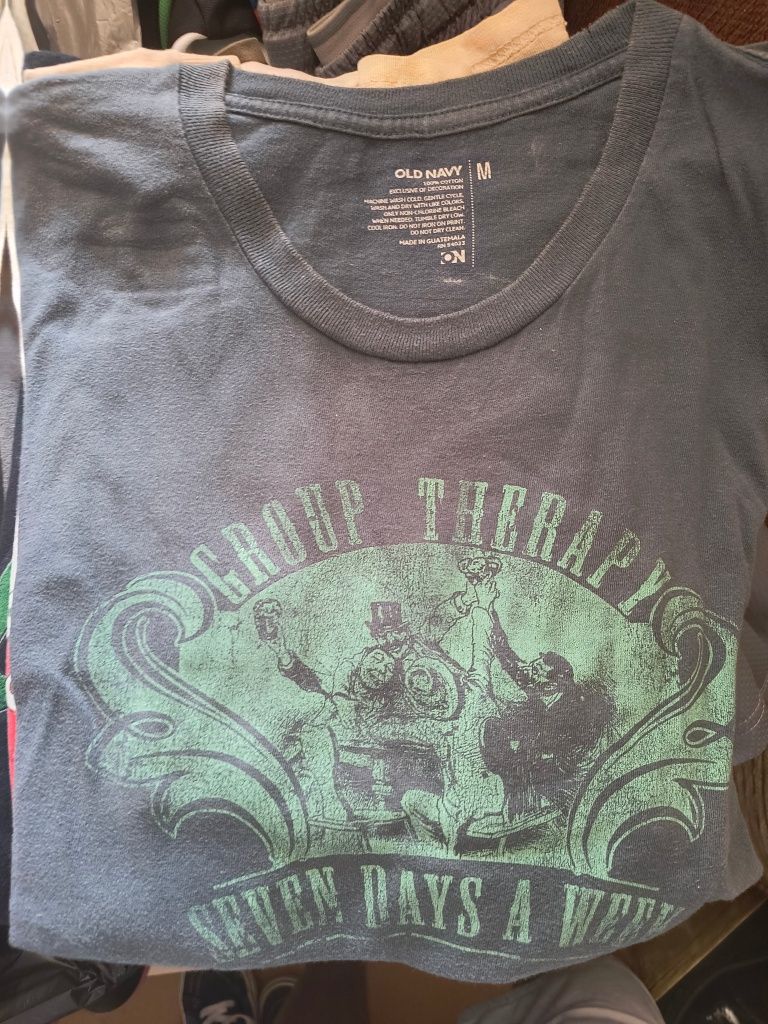 OLD NAVY
M
100% COTTON
EXCLUSIVE OF DECORATION
MACHINE WASH COLD, GENTLE CYCLE.
WASH AND DRY WITH LIKE COLORS.
ONLY NON-CHLORINE BLEACH
WHEN NEEDED. TUMBLE DRY LOW.
COOL IRON. DO NOT IRON ON PRINT.
DO NOT DRY CLEAN.
MADE IN GUATEMALA
RN 54023
ON
GROUP THERAPY
SEVEN DAYS A WEEK